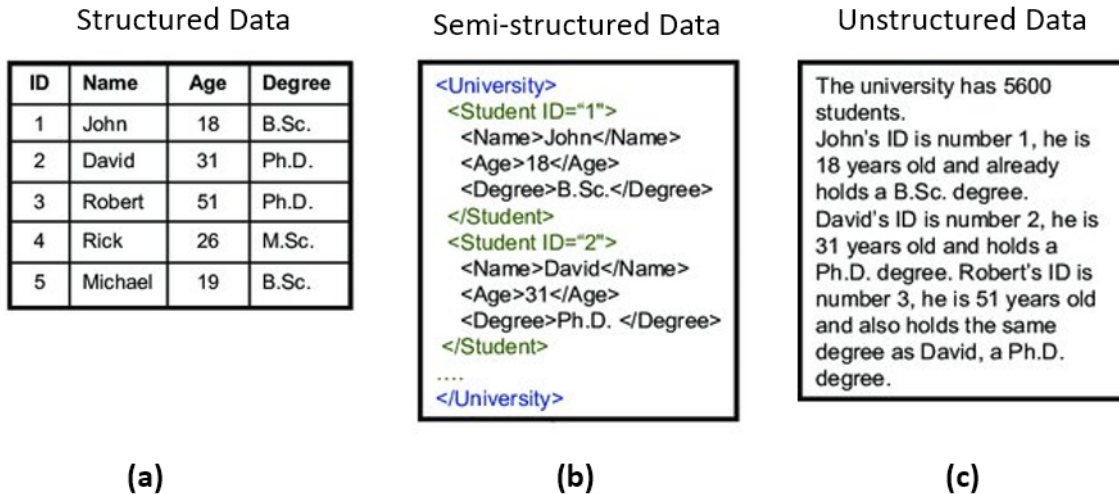 Structured Data
ID Name Age Degree
1 John 18 B.Sc.
2 David 31 Ph.D.
3 Robert 51 Ph.D.
4 Rick 26 M.Sc.
5 Michael 19 B.Sc.
(a)
Semi-structured Data
<University>
<Student ID=“1">
<Name>John</Name>
<Age>18</Age>
<Degree>B.Sc.</Degree>
</Student>
<Student ID=“2">
<Name>David</Name>
<Age>31</Age>
<Degree>Ph.D. </Degree>
</Student>
....
</University>
(b)
Unstructured Data
The university has 5600
students.
John's ID is number 1, he is
18 years old and already
holds a B.Sc. degree.
David's ID is number 2, he is
31 years old and holds a
Ph.D. degree. Robert's ID is
number 3, he is 51 years old
and also holds the same
degree as David, a Ph.D.
degree.
(c)